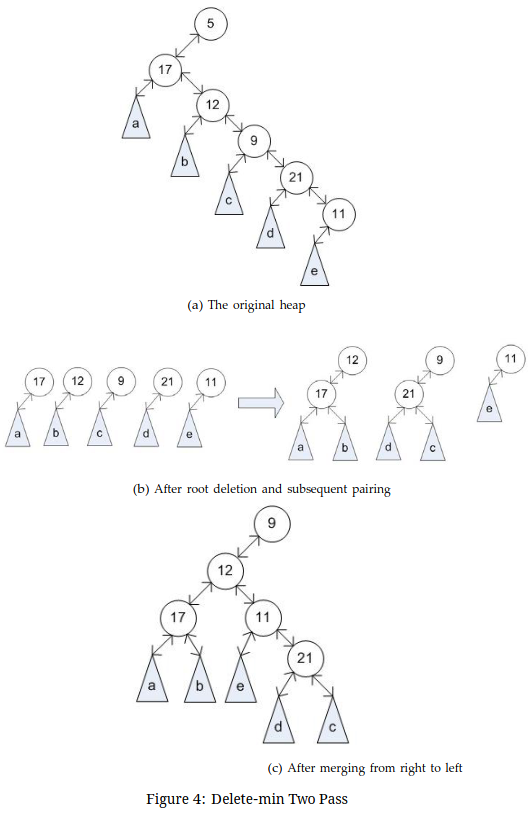 5
17
12
a
9
b
21
c
11
d
e
(a) The original heap
12 9 11
17 12 9 21 11
17 21
e
a b c d e
a b d c
(b) After root deletion and subsequent pairing
9
12
17 11
21
a b e
d c
(c) After merging from right to left
Figure 4: Delete-min Two Pass